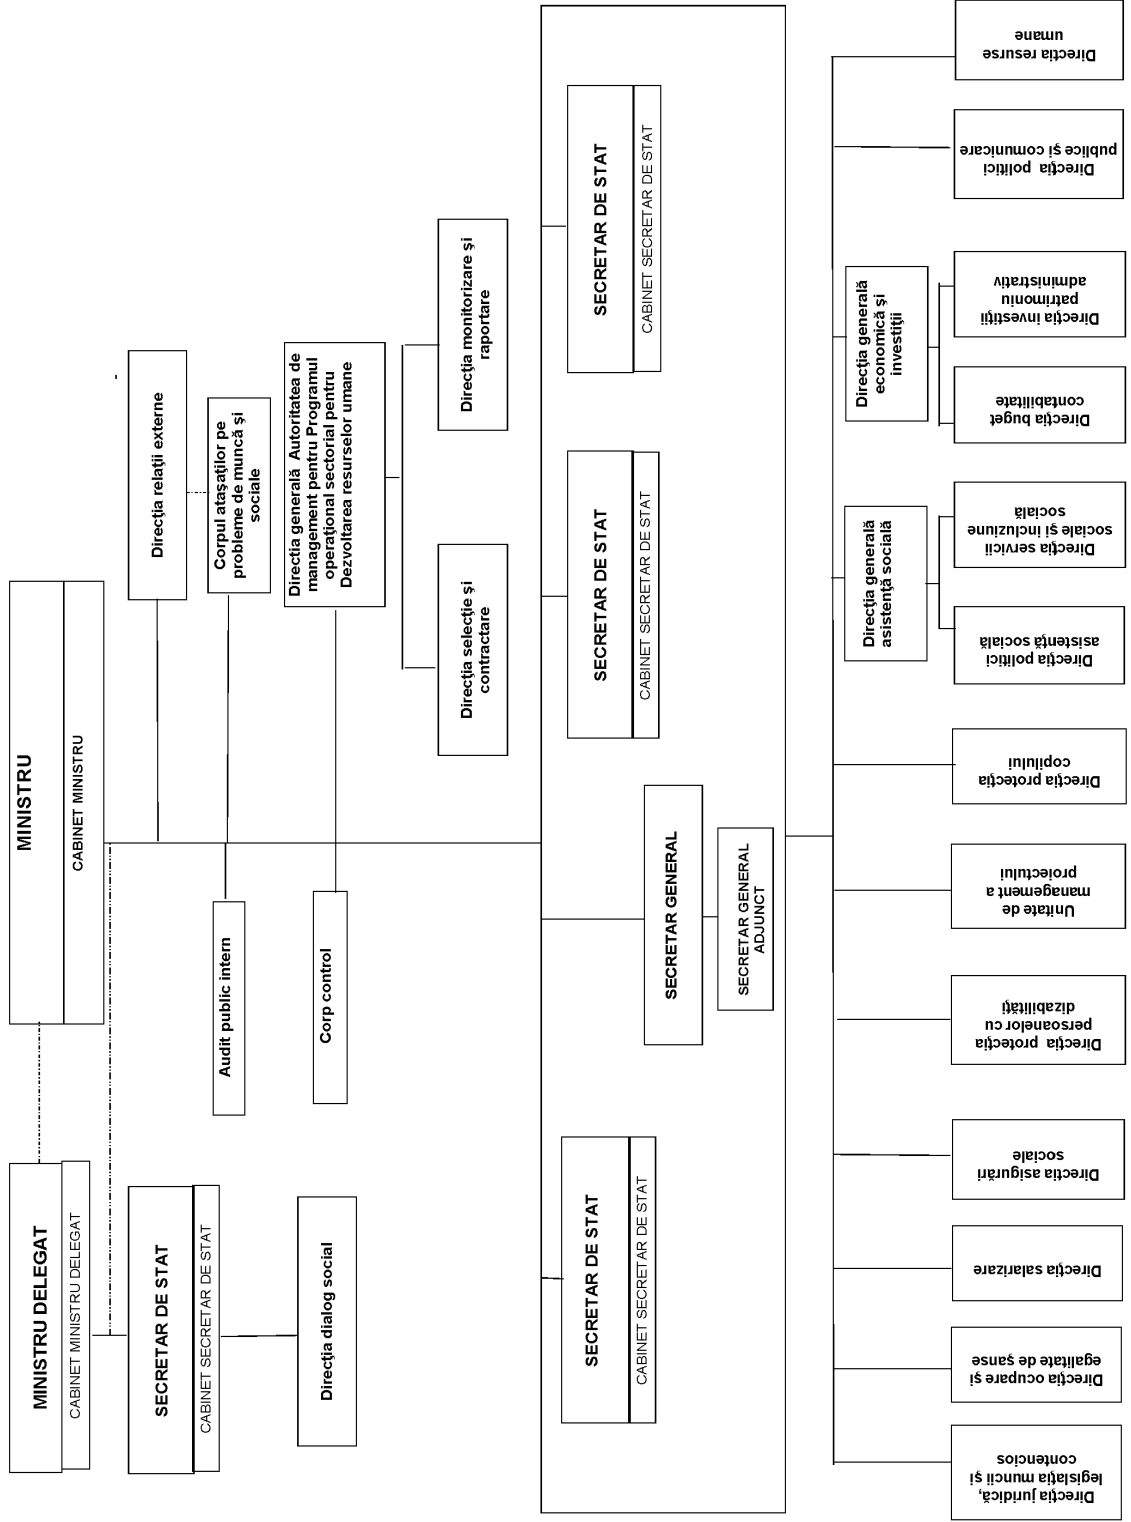 MINISTRU DELEGAT
CABINET MINISTRU DELEGAT
MINISTRU
CABINET MINISTRU
SECRETAR DE STAT
CABINET SECRETAR DE STAT
Direcţia dialog social
Direcţia relaţii externe
Corpul ataşaţilor pe
probleme de muncă şi
sociale
Audit public intern
Directia generală Autoritatea de
management pentru Programul
operaţional sectorial pentru
Dezvoltarea resurselor umane
Corp control
Direcţia selecţie şi
contractare
Direcţia monitorizare şi
raportare
SECRETAR DE STAT
CABINET SECRETAR DE STAT
SECRETAR GENERAL
SECRETAR GENERAL
ADJUNCT
SECRETAR DE STAT
CABINET SECRETAR DE STAT
SECRETAR DE STAT
CABINET SECRETAR DE STAT
Direcţia generală
asistenţă socială
Direcţia generală
economică şi
investiţii
Direcţia juridică,
legislaţia muncii şi
contencios
Direcţia ocupare şi
egalitate de şanse
Direcţia salarizare
Directia asigurări
sociale
Direcţia protecţia
persoanelor cu
dizabilităţi
Unitate de
management a
proiectului
Direcţia protecţia
copilului
Direcţia politici
asistenţă socială
Direcţia servicii
sociale şi incluziune
socială
Direcţia buget
contabilitate
Direcţia investiţii
patrimoniu
administrativ
Direcţia politici
publice şi comunicare
Direcţia resurse
umane